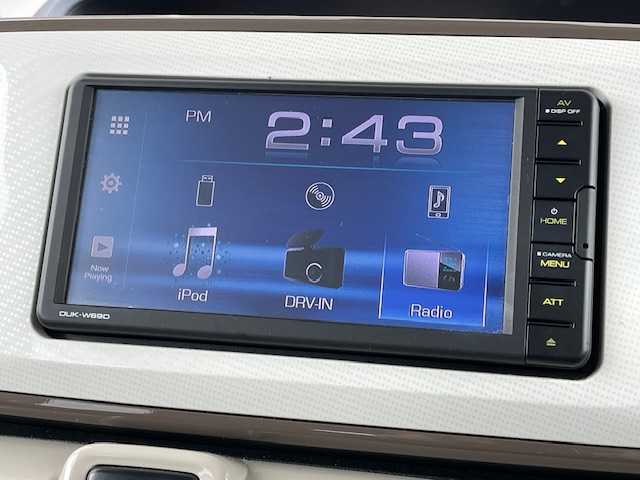 PM 2:43
Now
Playing
iPod
DRV-IN
Radio
DUK-W69D
AV
DISP OFF
HOME
CAMERA
MENU
ATT